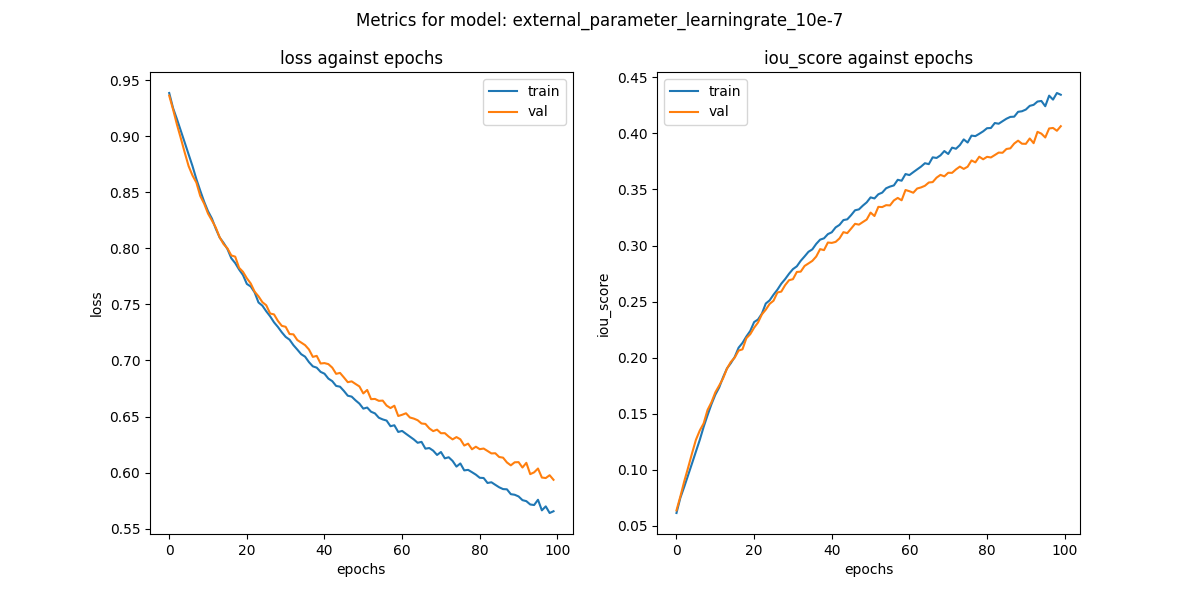 Metrics for model: external_parameter_learningrate_10e-7
loss against epochs
0.95
0.90
0.85
0.80
0.75
0.70
0.65
0.60
0.55
loss
train
val
0
20
40
60
80
100
epochs
iou_score against epochs
0.45
0.40
0.35
0.30
0.25
0.20
0.15
0.10
0.05
iou_score
train
val
0
20
40
60
80
100
epochs